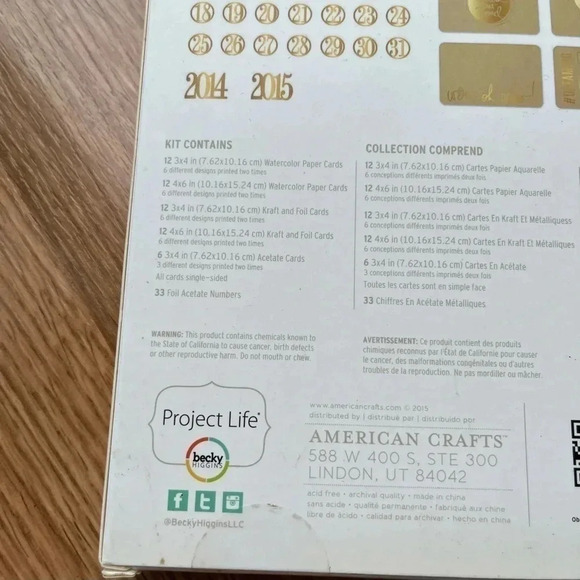 18 19 20 21 22 23 24
25 26 27 28 29 30 31
2014 2015
KIT CONTAINS
12 3x4 in (7.62x10.16 cm) Watercolor Paper Cards
6 different designs printed two times
12 4x6 in (10.16x15.24 cm) Watercolor Paper Cards
6 different designs printed two times
12 3x4 in (7.62x10.16 cm) Kraft and Foil Cards
6 different designs printed two times
12 4x6 in (10.16x15.24 cm) Kraft and Foil Cards
6 different designs printed two times
6 3x4 in (7.62x10.16 cm) Acetate Cards
3 different designs printed two times
All cards single-sided
33 Foil Acetate Numbers
COLLECTION COMPREND
12 3x4 in (7.62x10.16 cm) Cartes Papier Aquarelle
6 conceptions différents imprimés deux fois
12 4x6 in (10.16x15.24 cm) Cartes Papier Aquarelle
6 conceptions différents imprimés deux fois
12 3x4 in (7.62x10.16 cm) Cartes En Kraft Et Métalliquess
6 conceptions différents imprimés deux fois
12 4x6 in (10.16x15.24 cm) Cartes En Kraft Et Métalliques
6 conceptions différents imprimés deux fois
6 3x4 in (7.62x10.16 cm) Cartes En Acétate
3 conceptions différents imprimés deux fois
Toutes les cartes sont en simple face
33 Chiffres En Acétate Métalliques
WARNING: This product contains chemicals known to
the State of California to cause cancer, birth defects
or other reproductive harm. Do not mouth or chew.
AVERTISSEMENT: Ce produit contient des produits
chimiques reconnus par l'État de Californie pour causer
le cancer, des malformations congénitales ou d'autres
troubles de la reproduction. Ne pas mordiller ou mâcher.
Project Life®
becky
HIGGINS
f t
@BeckyHigginsLLC
www.americancrafts.com © 2015
distributed by | distribué par | distribuido por
AMERICAN CRAFTS™
588 W 400 S, STE 300
LINDON, UT 84042
acid free • archival quality • made in china
sans acide • qualité permanente • fabriqué aux chine
libre de ácido • calidad para archivar • hecho en china